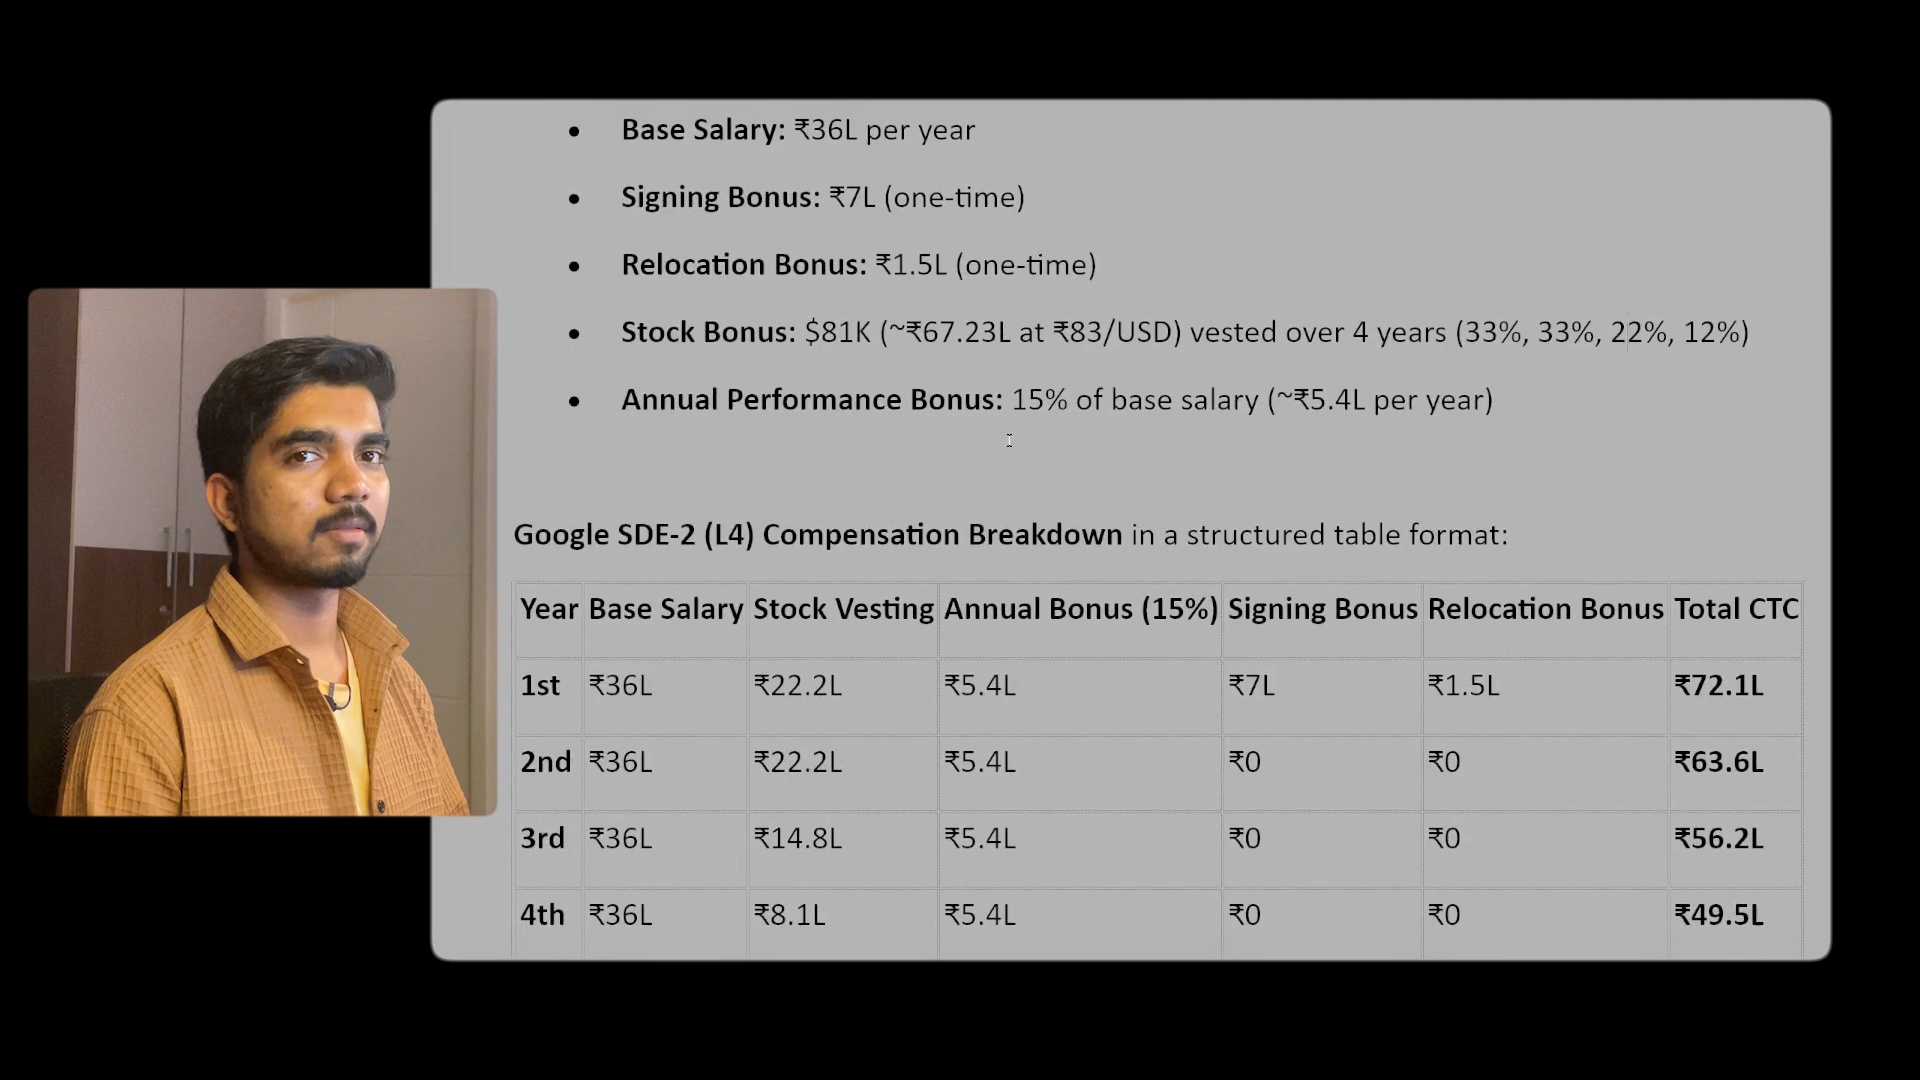 • Base Salary: ₹36L per year
• Signing Bonus: ₹7L (one-time)
• Relocation Bonus: ₹1.5L (one-time)
• Stock Bonus: $81K (~₹67.23L at ₹83/USD) vested over 4 years (33%, 33%, 22%, 12%)
• Annual Performance Bonus: 15% of base salary (~₹5.4L per year)
Google SDE-2 (L4) Compensation Breakdown in a structured table format:
Year Base Salary Stock Vesting Annual Bonus (15%) Signing Bonus Relocation Bonus Total CTC
1st ₹36L ₹22.2L ₹5.4L ₹7L ₹1.5L ₹72.1L
2nd ₹36L ₹22.2L ₹5.4L ₹0 ₹0 ₹63.6L
3rd ₹36L ₹14.8L ₹5.4L ₹0 ₹0 ₹56.2L
4th ₹36L ₹8.1L ₹5.4L ₹0 ₹0 ₹49.5L